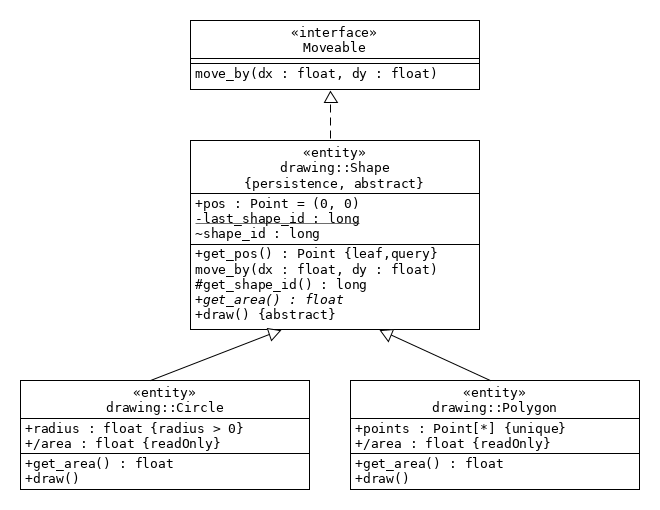 «interface»
Moveable
move_by(dx : float, dy : float)
«entity»
drawing::Shape
{persistence, abstract}
+pos : Point = (0, 0)
-last_shape_id : long
~shape_id : long
+get_pos() : Point {leaf,query}
move_by(dx : float, dy : float)
#get_shape_id() : long
+get_area() : float
+draw() {abstract}
«entity»
drawing::Circle
+radius : float {radius > 0}
+/area : float {readOnly}
+get_area() : float
+draw()
«entity»
drawing::Polygon
+points : Point[*] {unique}
+/area : float {readOnly}
+get_area() : float
+draw()